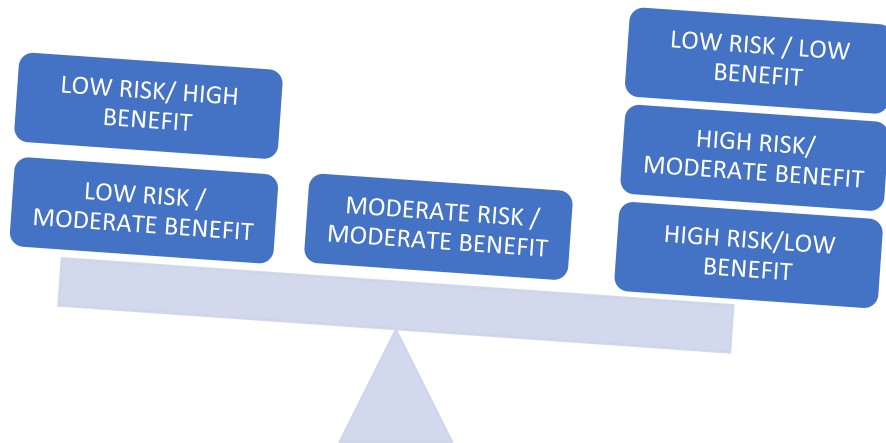 LOW RISK/ HIGH
BENEFIT
LOW RISK /
MODERATE BENEFIT
MODERATE RISK /
MODERATE BENEFIT
LOW RISK / LOW
BENEFIT
HIGH RISK/
MODERATE BENEFIT
HIGH RISK/LOW
BENEFIT